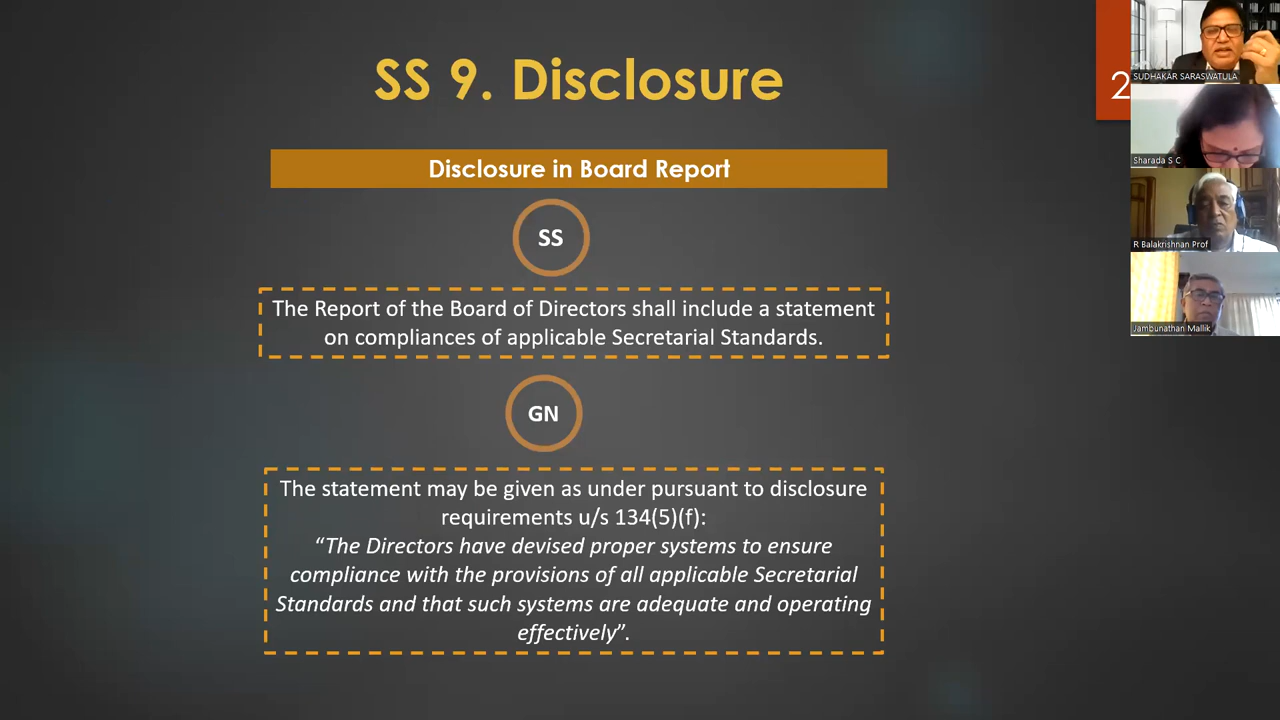 SS 9. Disclosure
2
SUDHAKAR SARASWATULA
Disclosure in Board Report
Sharada S C
SS
R Balakrishnan Prof
The Report of the Board of Directors shall include a statement
on compliances of applicable Secretarial Standards.
Jambunathan Mallik
GN
The statement may be given as under pursuant to disclosure
requirements u/s 134(5)(f):
“The Directors have devised proper systems to ensure
compliance with the provisions of all applicable Secretarial
Standards and that such systems are adequate and operating
effectively”.